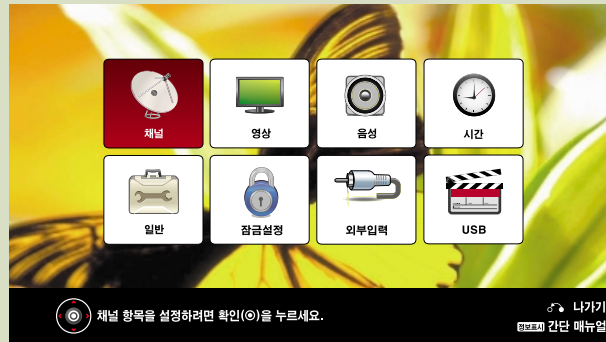 채널
영상
음성
시간
일반
잠금설정
외부입력
USB
채널 항목을 설정하려면 확인(◉)을 누르세요.
나가기
정보표시 간단 매뉴얼